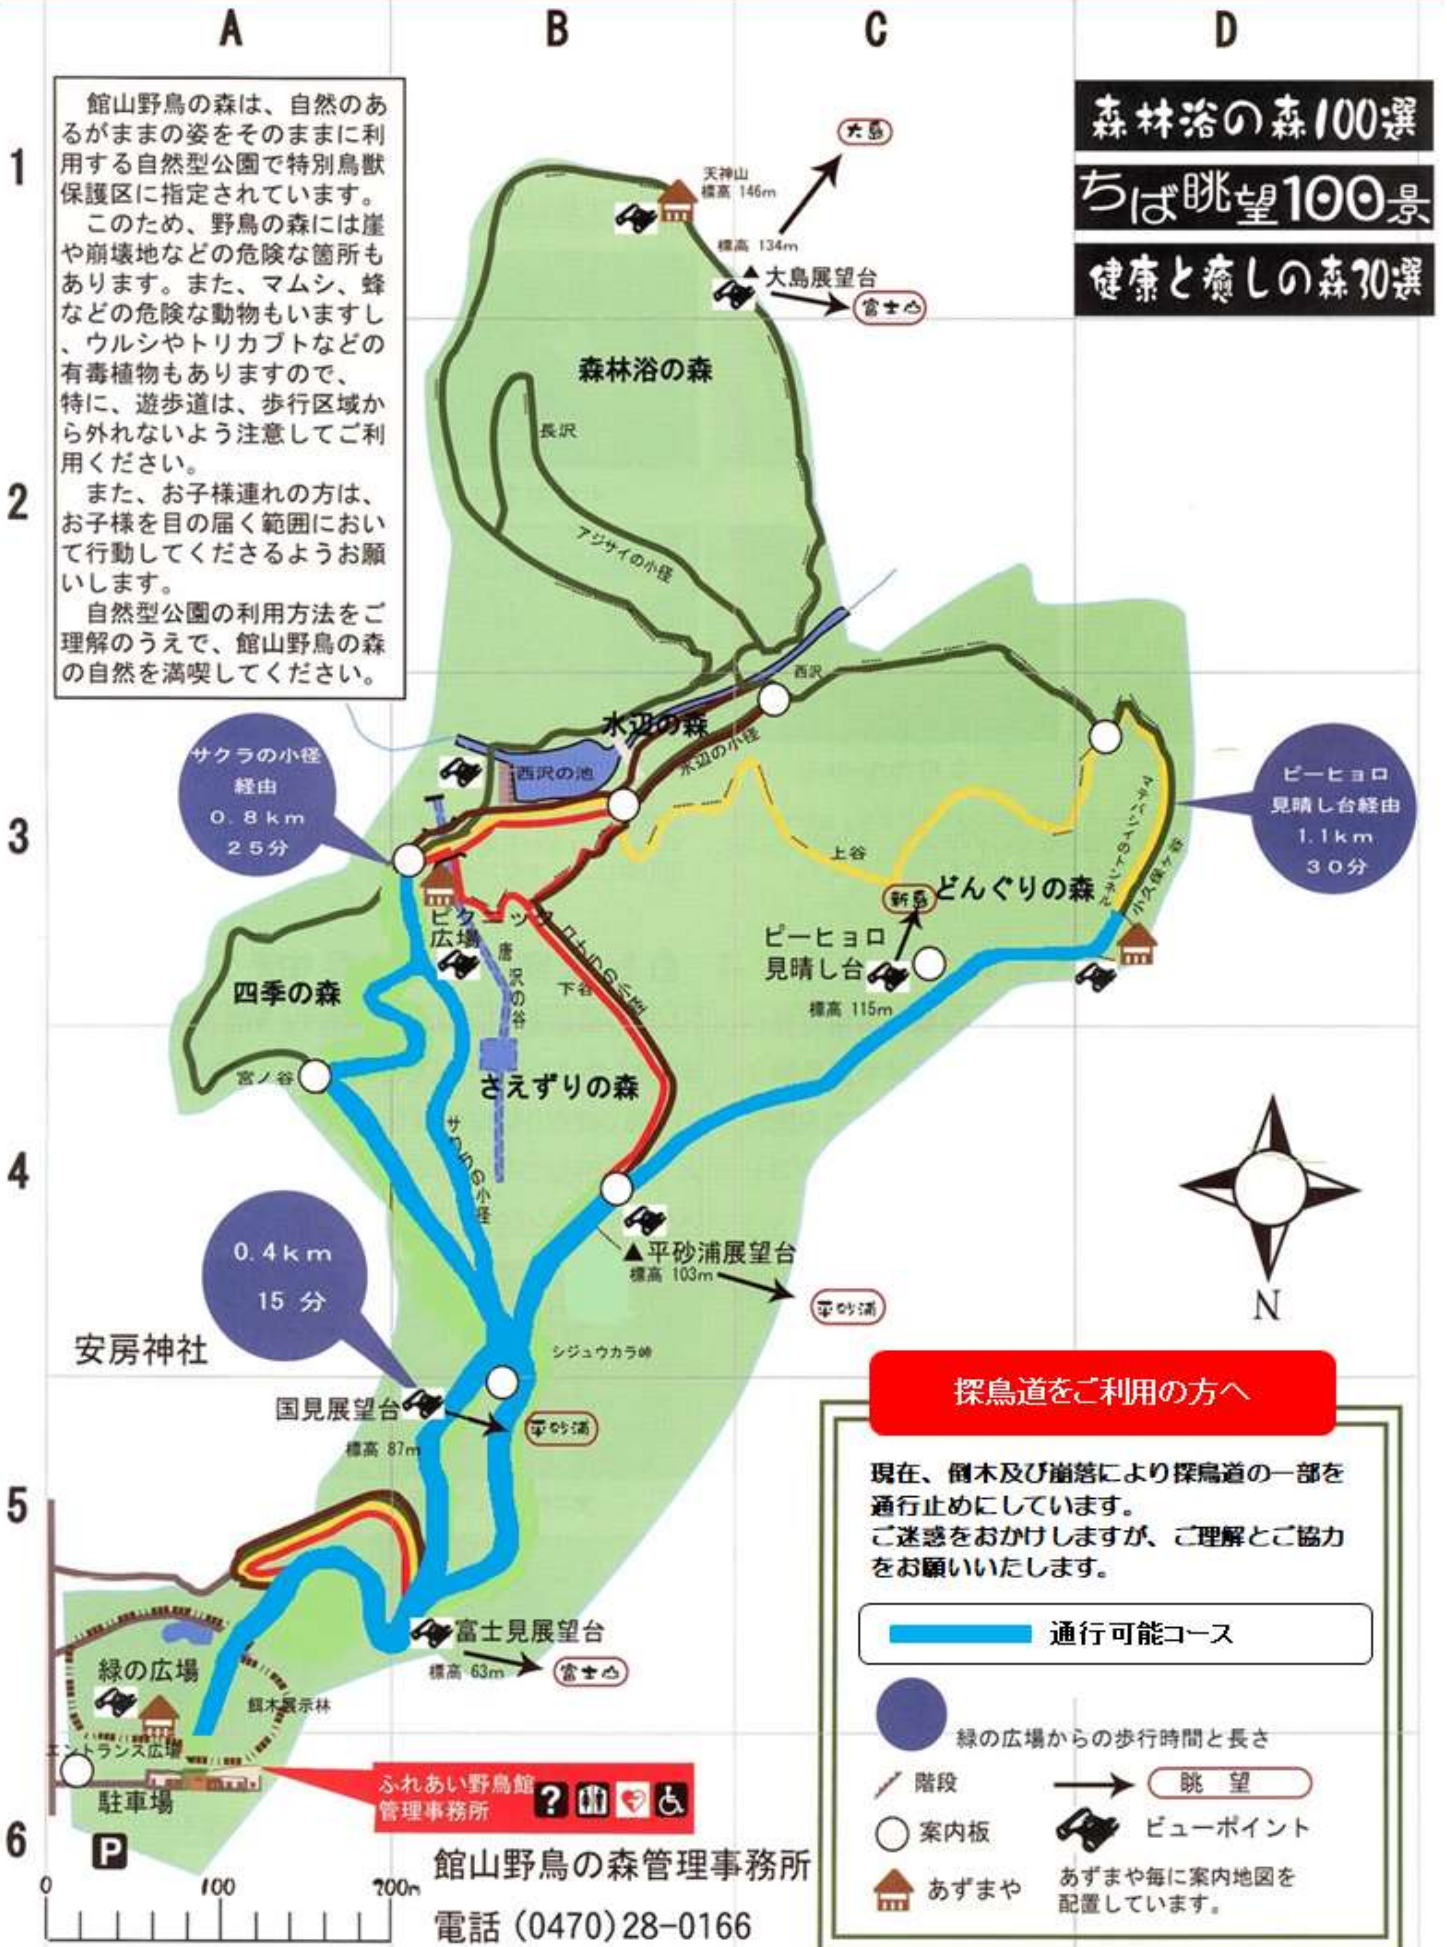 A
B
C
D
1
2
3
4
5
6
館山野鳥の森は、自然のあ
るがままの姿をそのままに利
用する自然型公園で特別鳥獣
保護区に指定されています。
このため、野鳥の森には崖
や崩壊地などの危険な箇所も
あります。また、マムシ、蜂
などの危険な動物もいますし
、ウルシやトリカブトなどの
有毒植物もありますので、
特に、遊歩道は、歩行区域か
ら外れないよう注意してご利
用ください。
また、お子様連れの方は、
お子様を目の届く範囲におい
て行動してくださるようお願
いします。
自然型公園の利用方法をご
理解のうえで、館山野鳥の森
の自然を満喫してください。
森林浴の森100選
ちば眺望100景
健康と癒しの森30選
大島
天神山
標高 146m
標高 134m
大島展望台
富士山
森林浴の森
長沢
アジサイの小径
西沢
水辺の森
水辺の小径
西沢の池
サクラの小径
経由
0.8km
25分
ピーヒョロ
見晴し台経由
1.1km
30分
マテバシイのトンネル
小久保ヶ谷
上谷
どんぐりの森
新島
ピーヒョロ
見晴し台
標高 115m
ピクニック
広場
唐沢の谷
下谷
四季の森
宮ノ谷
さえずりの森
サクラの小径
0.4km
15分
▲平砂浦展望台
標高 103m
平砂浦
N
安房神社
シジュウカラ峠
国見展望台
標高 87m
平砂浦
富士見展望台
標高 63m
富士山
緑の広場
餌木展示林
エントランス広場
駐車場
P
ふれあい野鳥館
管理事務所
?
館山野鳥の森管理事務所
電話 (0470)28-0166
0
100
200m
探鳥道をご利用の方へ
現在、倒木及び崩落により探鳥道の一部を
通行止めにしています。
ご迷惑をおかけしますが、ご理解とご協力
をお願いいたします。
通行可能コース
緑の広場からの歩行時間と長さ
階段
眺望
案内板
ビューポイント
あずまや
あずまや毎に案内地図を
配置しています。